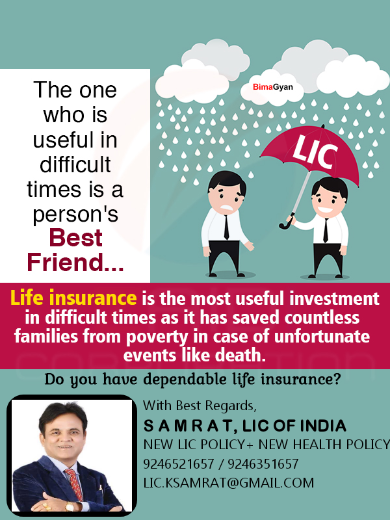 BimaGyan
The one
who is
useful in
difficult
times is a
person's
Best
Friend...
LIC
Life insurance is the most useful investment
in difficult times as it has saved countless
families from poverty in case of unfortunate
events like death.
Do you have dependable life insurance?
With Best Regards,
S A M R A T, LIC OF INDIA
NEW LIC POLICY+ NEW HEALTH POLICY
9246521657 / 9246351657
LIC.KSAMRAT@GMAIL.COM